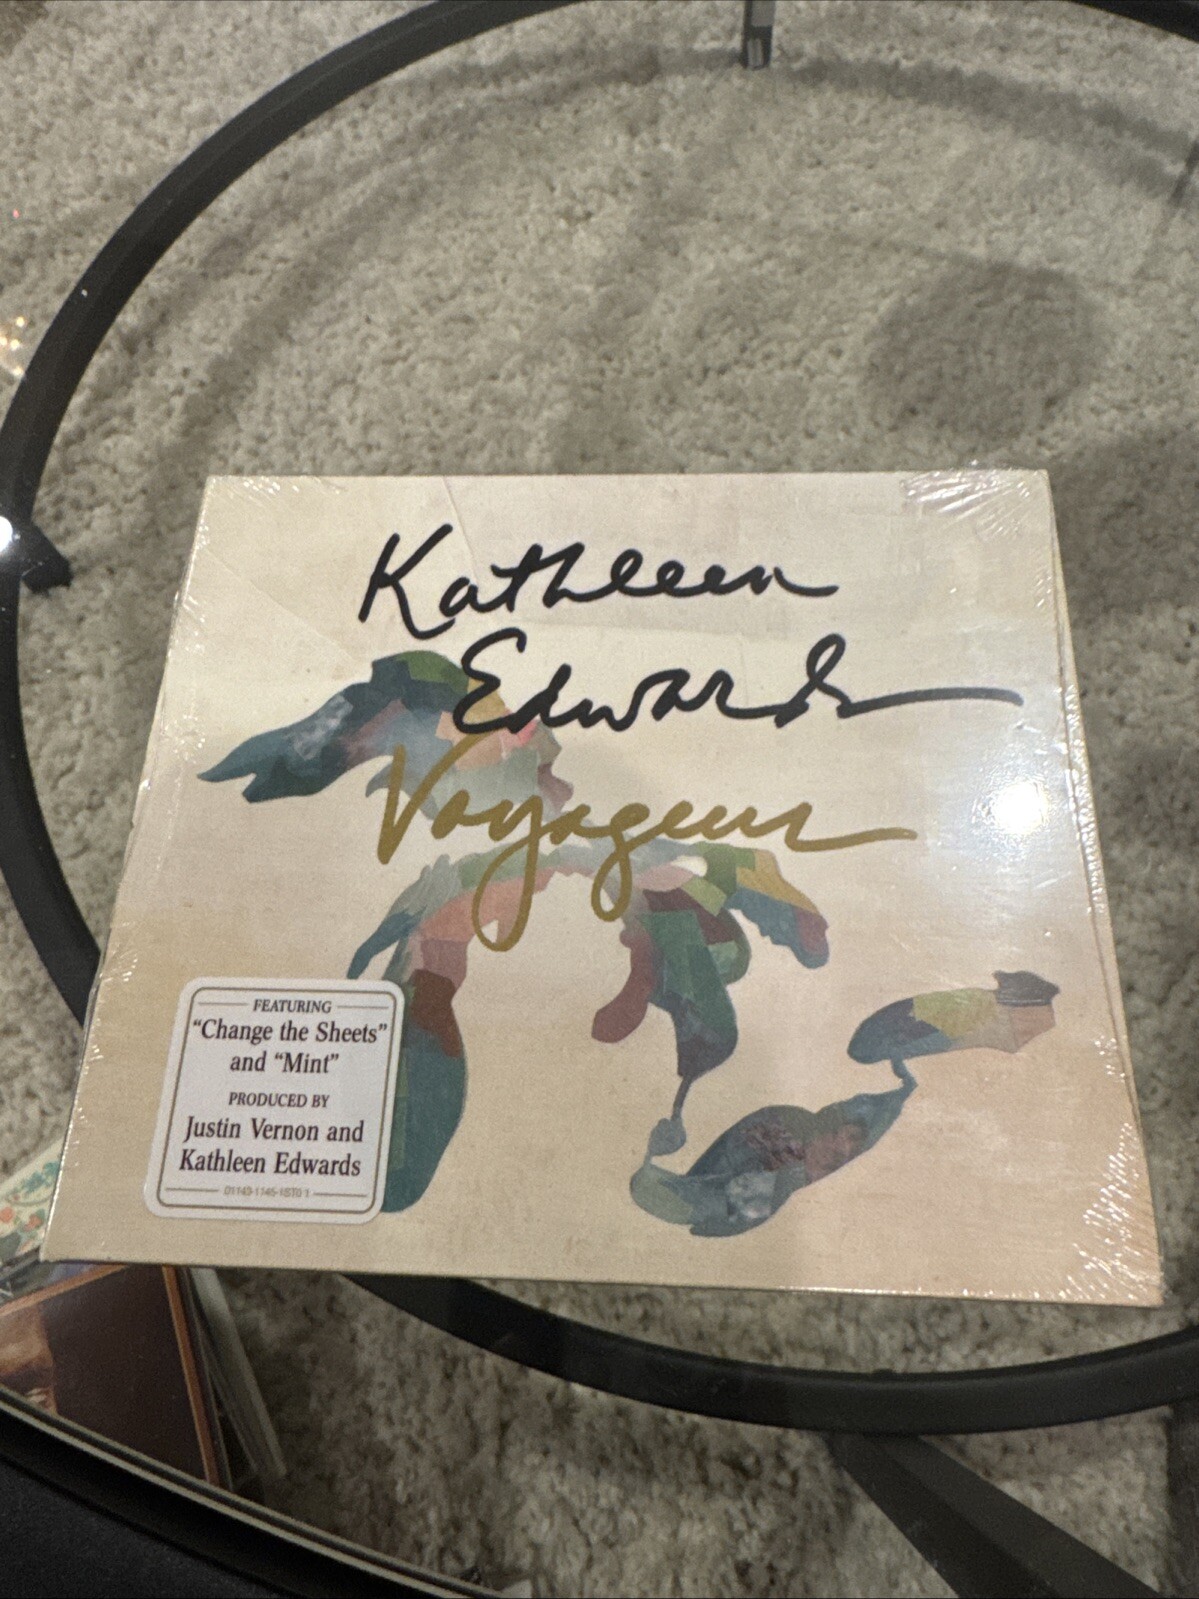 Kathleen
Edwards
Voyageur
FEATURING
"Change the Sheets"
and "Mint"
PRODUCED BY
Justin Vernon and
Kathleen Edwards